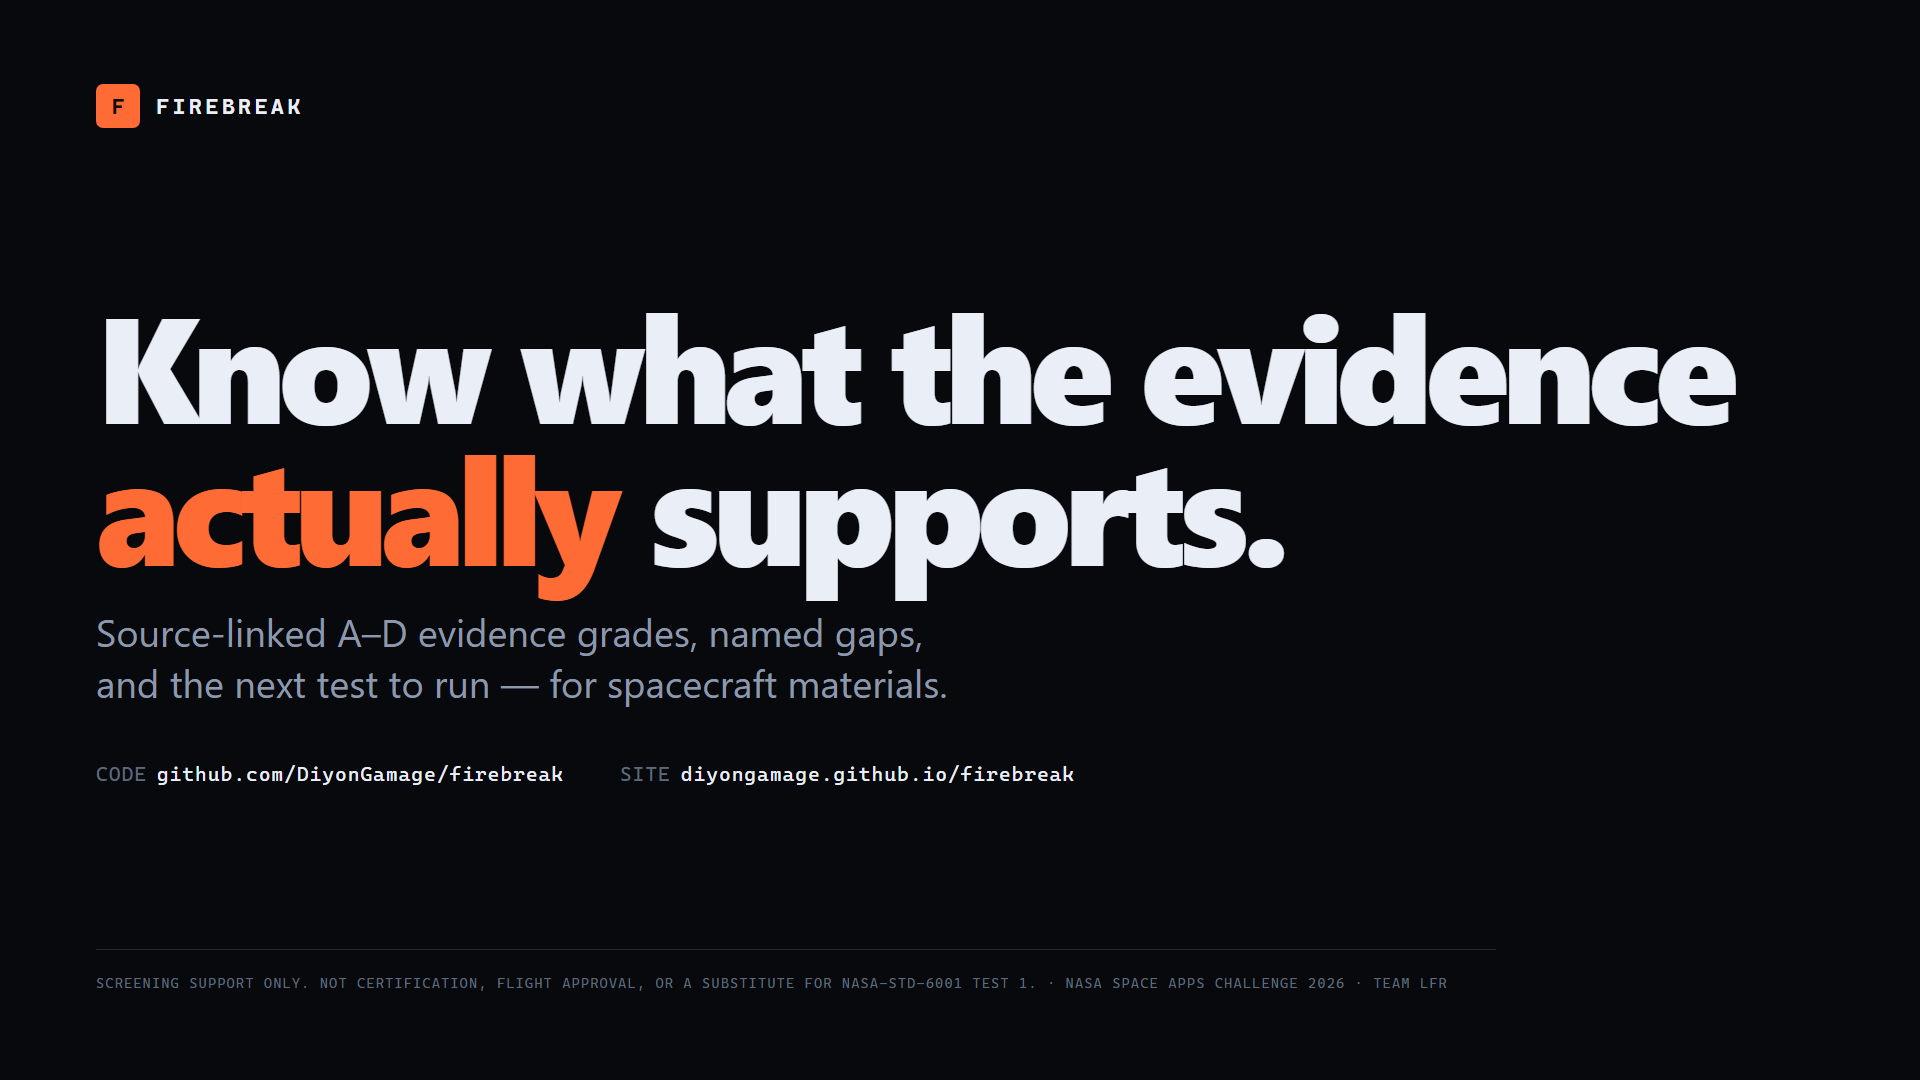 F FIREBREAK
Know what the evidence
actually supports.
Source-linked A–D evidence grades, named gaps,
and the next test to run — for spacecraft materials.
CODE github.com/DiyonGamage/firebreak SITE diyongamage.github.io/firebreak
SCREENING SUPPORT ONLY. NOT CERTIFICATION, FLIGHT APPROVAL, OR A SUBSTITUTE FOR NASA-STD-6001 TEST 1. · NASA SPACE APPS CHALLENGE 2026 · TEAM LFR